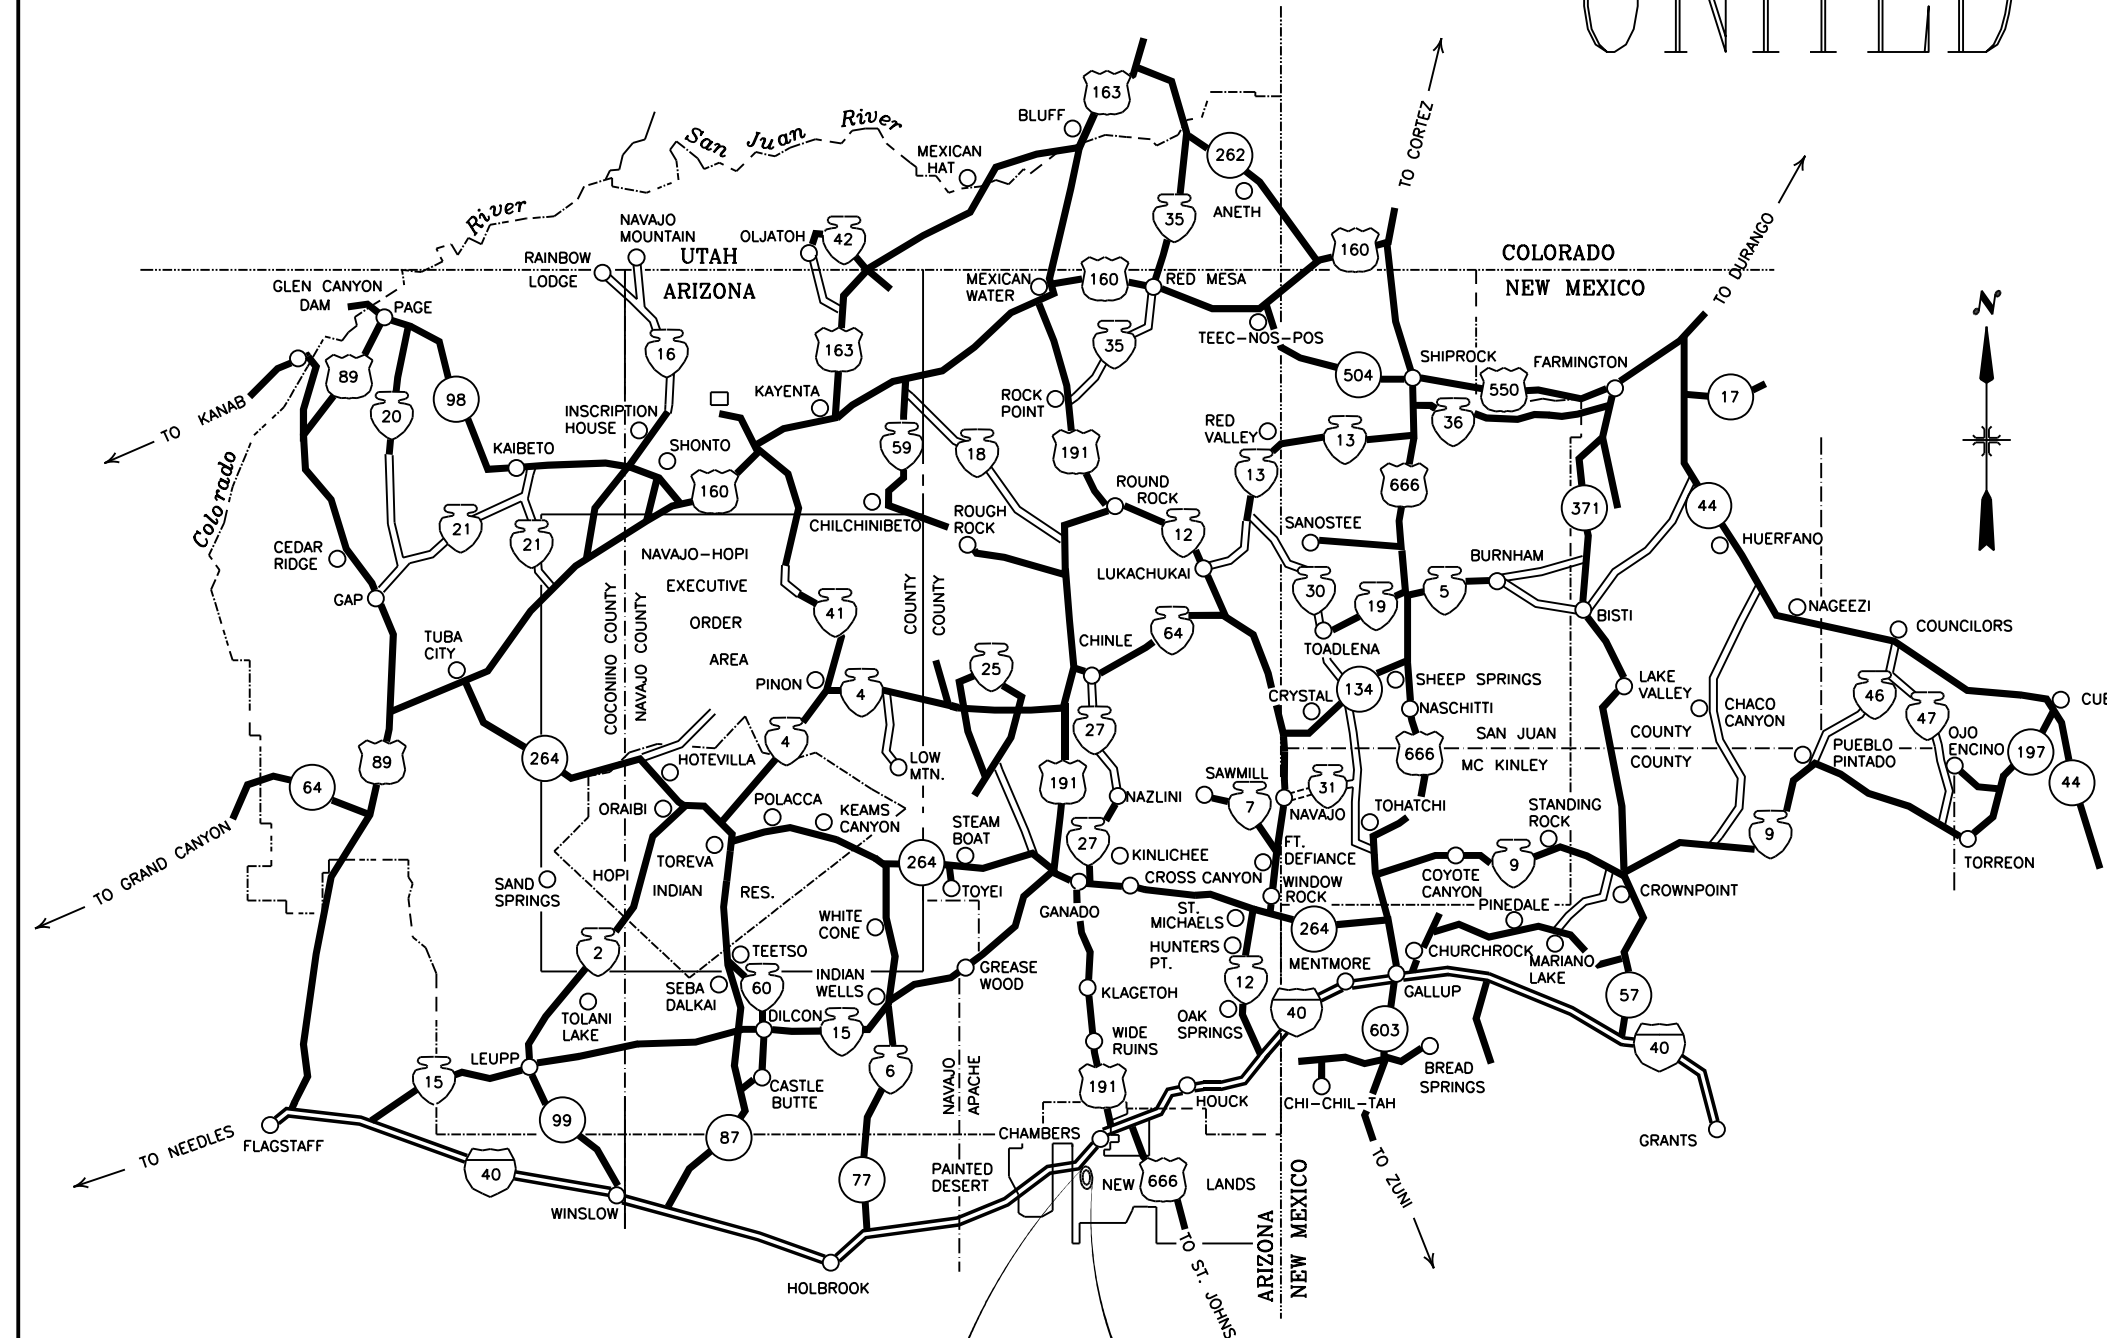 UNITED
163
BLUFF
San Juan River
MEXICAN
HAT
262
ANETH
35
TO CORTEZ
River
NAVAJO
MOUNTAIN
OLJATOH
42
RAINBOW
LODGE
UTAH
ARIZONA
MEXICAN
WATER
160
RED MESA
160
COLORADO
NEW MEXICO
TO DURANGO
N
GLEN CANYON
DAM
PAGE
89
20
98
16
163
35
TEEC-NOS-POS
504
SHIPROCK
550
FARMINGTON
17
TO KANAB
INSCRIPTION
HOUSE
KAYENTA
ROCK
POINT
RED
VALLEY
13
36
KAIBETO
SHONTO
160
59
18
191
13
666
371
44
Colorado
CHILCHINIBETO
ROUGH
ROCK
ROUND
ROCK
12
SANOSTEE
21
21
CEDAR
RIDGE
GAP
NAVAJO-HOPI
EXECUTIVE
ORDER
AREA
COCONINO COUNTY
NAVAJO COUNTY
COUNTY
COUNTY
LUKACHUKAI
BURNHAM
HUERFANO
30
19
5
BISTI
NAGEEZI
COUNCILORS
41
TUBA
CITY
64
CHINLE
TOADLENA
PINON
4
25
134
SHEEP SPRINGS
LAKE
VALLEY
CHACO
CANYON
46
CUB
CRYSTAL
NASCHITTI
47
27
4
SAN JUAN
COUNTY
MC KINLEY
COUNTY
PUEBLO
PINTADO
OJO
ENCINO
197
44
264
89
64
HOTEVILLA
LOW
MTN.
191
666
ORAIBI
POLACCA
KEAMS
CANYON
NAZLINI
SAWMILL
7
31
NAVAJO
TOHATCHI
STANDING
ROCK
9
TORREON
TO GRAND CANYON
STEAM
BOAT
27
TOREVA
264
KINLICHEE
CROSS CANYON
FT.
DEFIANCE
WINDOW
ROCK
COYOTE
CANYON
9
CROWNPOINT
SAND
SPRINGS
HOPI
INDIAN
RES.
TOYEI
GANADO
ST.
MICHAELS
264
PINEDALE
WHITE
CONE
HUNTERS
PT.
CHURCHROCK
MARIANO
LAKE
2
TEETSO
60
SEBA
DALKAI
INDIAN
WELLS
GREASE
WOOD
MENTMORE
GALLUP
57
TOLANI
LAKE
DILCON
15
KLAGETOH
12
OAK
SPRINGS
40
603
40
LEUPP
15
WIDE
RUINS
6
CASTLE
BUTTE
NAVAJO
APACHE
191
HOUCK
BREAD
SPRINGS
CHI-CHIL-TAH
GRANTS
99
87
TO NEEDLES
FLAGSTAFF
40
CHAMBERS
77
PAINTED
DESERT
NEW
666
LANDS
TO ZUNI
WINSLOW
HOLBROOK
TO ST. JOHNS
ARIZONA
NEW MEXICO